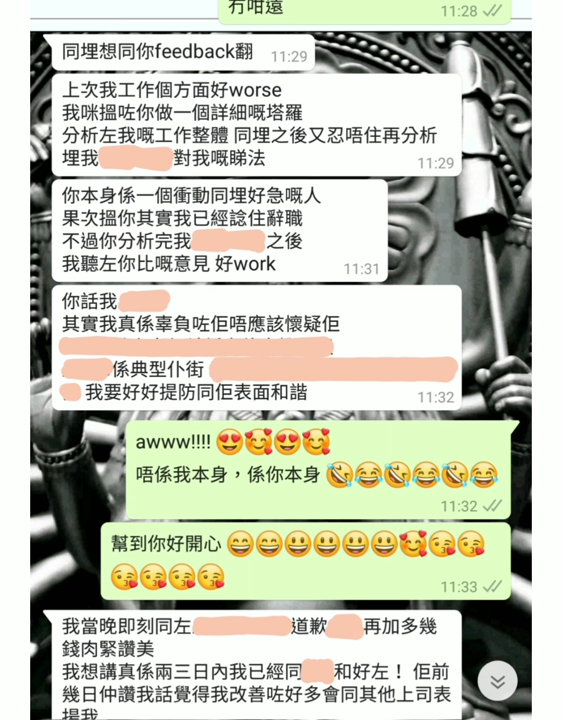 冇咁遠
11:28
同埋想同你feedback翻
11:29
上次我工作個方面好worse
我咪搵咗你做一個詳細嘅塔羅
分析左我嘅工作整體 同埋之後又忍唔住再分析
埋我 對我嘅睇法
11:29
你本身係一個衝動同埋好急嘅人
果次搵你其實我已經諗住辭職
不過你分析完我 之後
我聽左你比嘅意見 好work
11:31
你話我
其實我真係辜負咗佢唔應該懷疑佢
係典型仆街
我要好好提防同佢表面和諧
11:32
awww!!!! 😍🥰😍🥰
唔係我本身，係你本身 🤣😂🤣😂🤣😂
11:32
幫到你好開心 😄😄😃😃😃😃🥰😘😘
😘😘😘😘
11:33
我當晚即刻同左 道歉 再加多幾
錢肉緊讚美
我想講真係兩三日內我已經同 和好左！ 佢前
幾日仲讚我話覺得我改善咗好多會同其他上司表
揚我